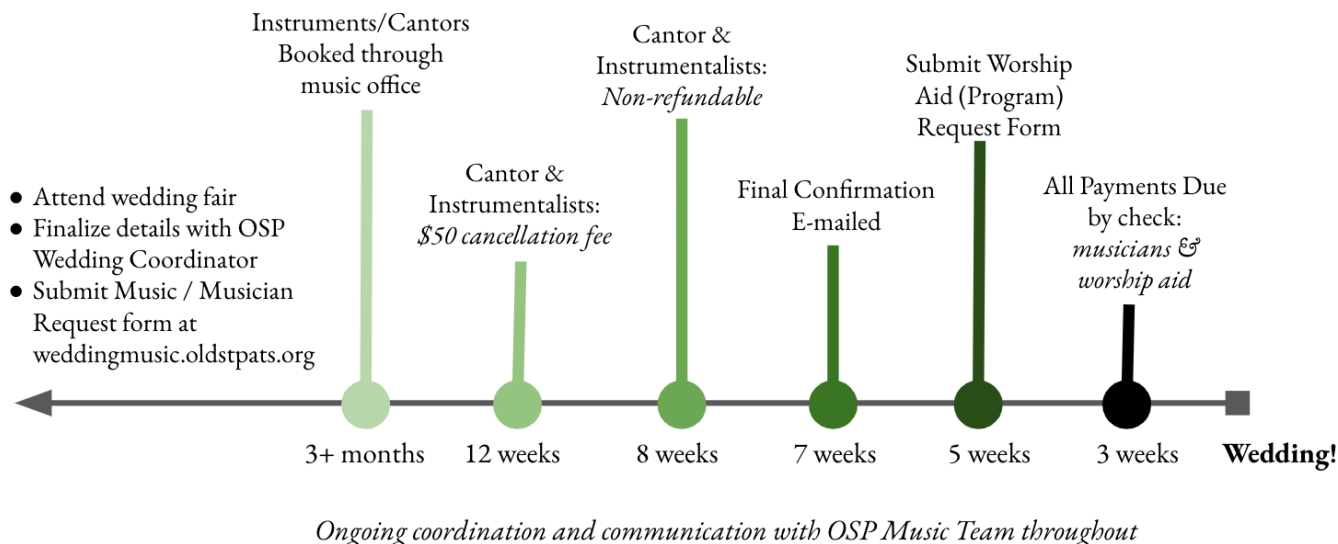 Instruments/Cantors
Booked through
music office
Cantor &
Instrumentalists:
Non-refundable
Submit Worship
Aid (Program)
Request Form
● Attend wedding fair
● Finalize details with OSP
Wedding Coordinator
● Submit Music / Musician
Request form at
weddingmusic.oldstpats.org
Cantor &
Instrumentalists:
$50 cancellation fee
Final Confirmation
E-mailed
All Payments Due
by check:
musicians &
worship aid
3+ months
12 weeks
8 weeks
7 weeks
5 weeks
3 weeks
Wedding!
Ongoing coordination and communication with OSP Music Team throughout